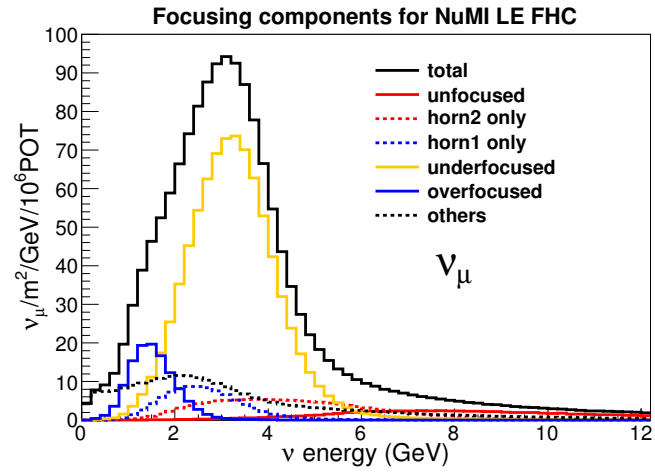 Focusing components for NuMI LE FHC
ν_μ/m²/GeV/10⁶POT
100
90
80
70
60
50
40
30
20
10
0
total
unfocused
horn2 only
horn1 only
underfocused
overfocused
others
ν_μ
0 2 4 6 8 10 12
ν energy (GeV)